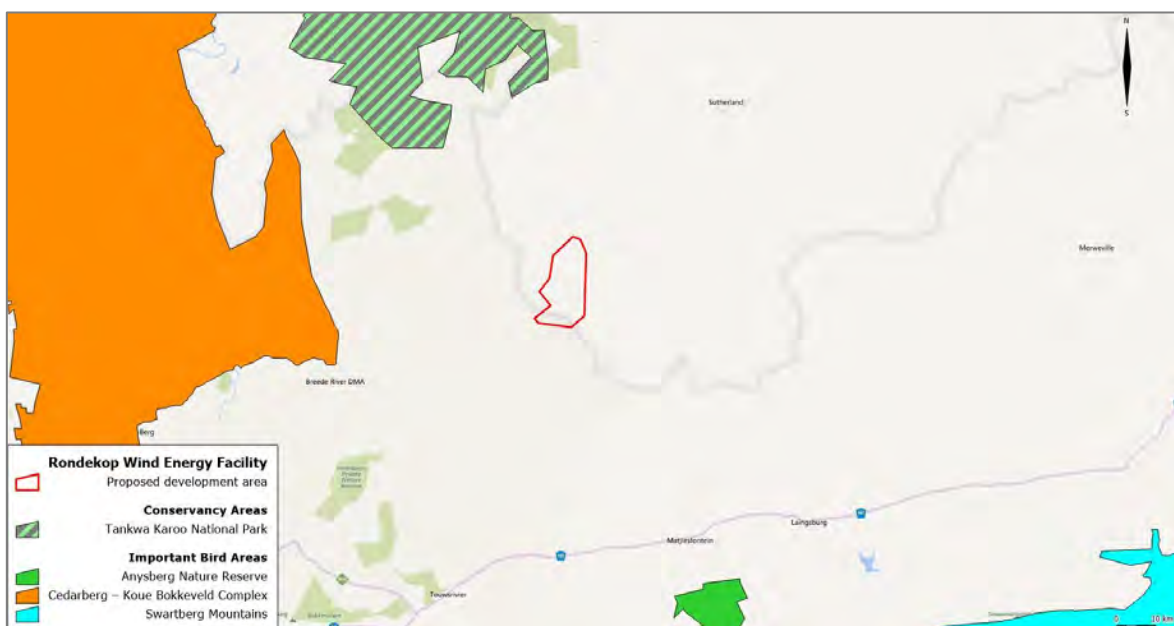 N
S
Sutherland
Merweville
Breede River DMA
Berg
Laingsburg
Matjiesfontein
Touwsrivier
Rondekop Wind Energy Facility
Proposed development area
Conservancy Areas
Tankwa Karoo National Park
Important Bird Areas
Anysberg Nature Reserve
Cedarberg – Koue Bokkeveld Complex
Swartberg Mountains
0 10 km